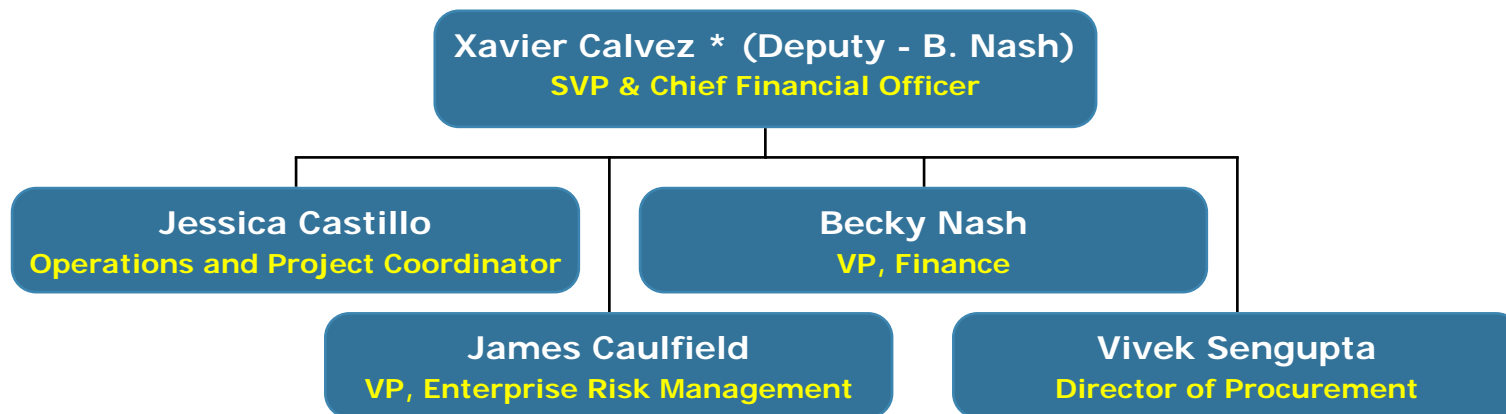 Xavier Calvez * (Deputy - B. Nash)
SVP & Chief Financial Officer
Jessica Castillo
Operations and Project Coordinator
Becky Nash
VP, Finance
James Caulfield
VP, Enterprise Risk Management
Vivek Sengupta
Director of Procurement